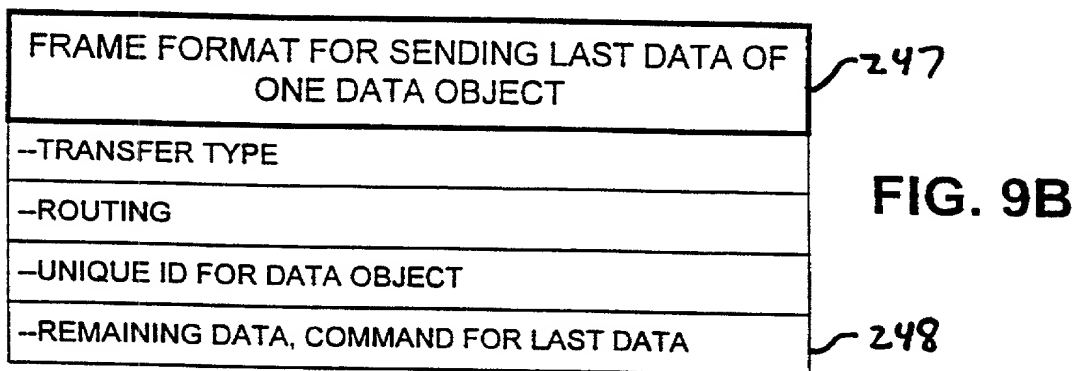 FRAME FORMAT FOR SENDING LAST DATA OF
ONE DATA OBJECT
247
--TRANSFER TYPE
--ROUTING
FIG. 9B
--UNIQUE ID FOR DATA OBJECT
--REMAINING DATA, COMMAND FOR LAST DATA
248